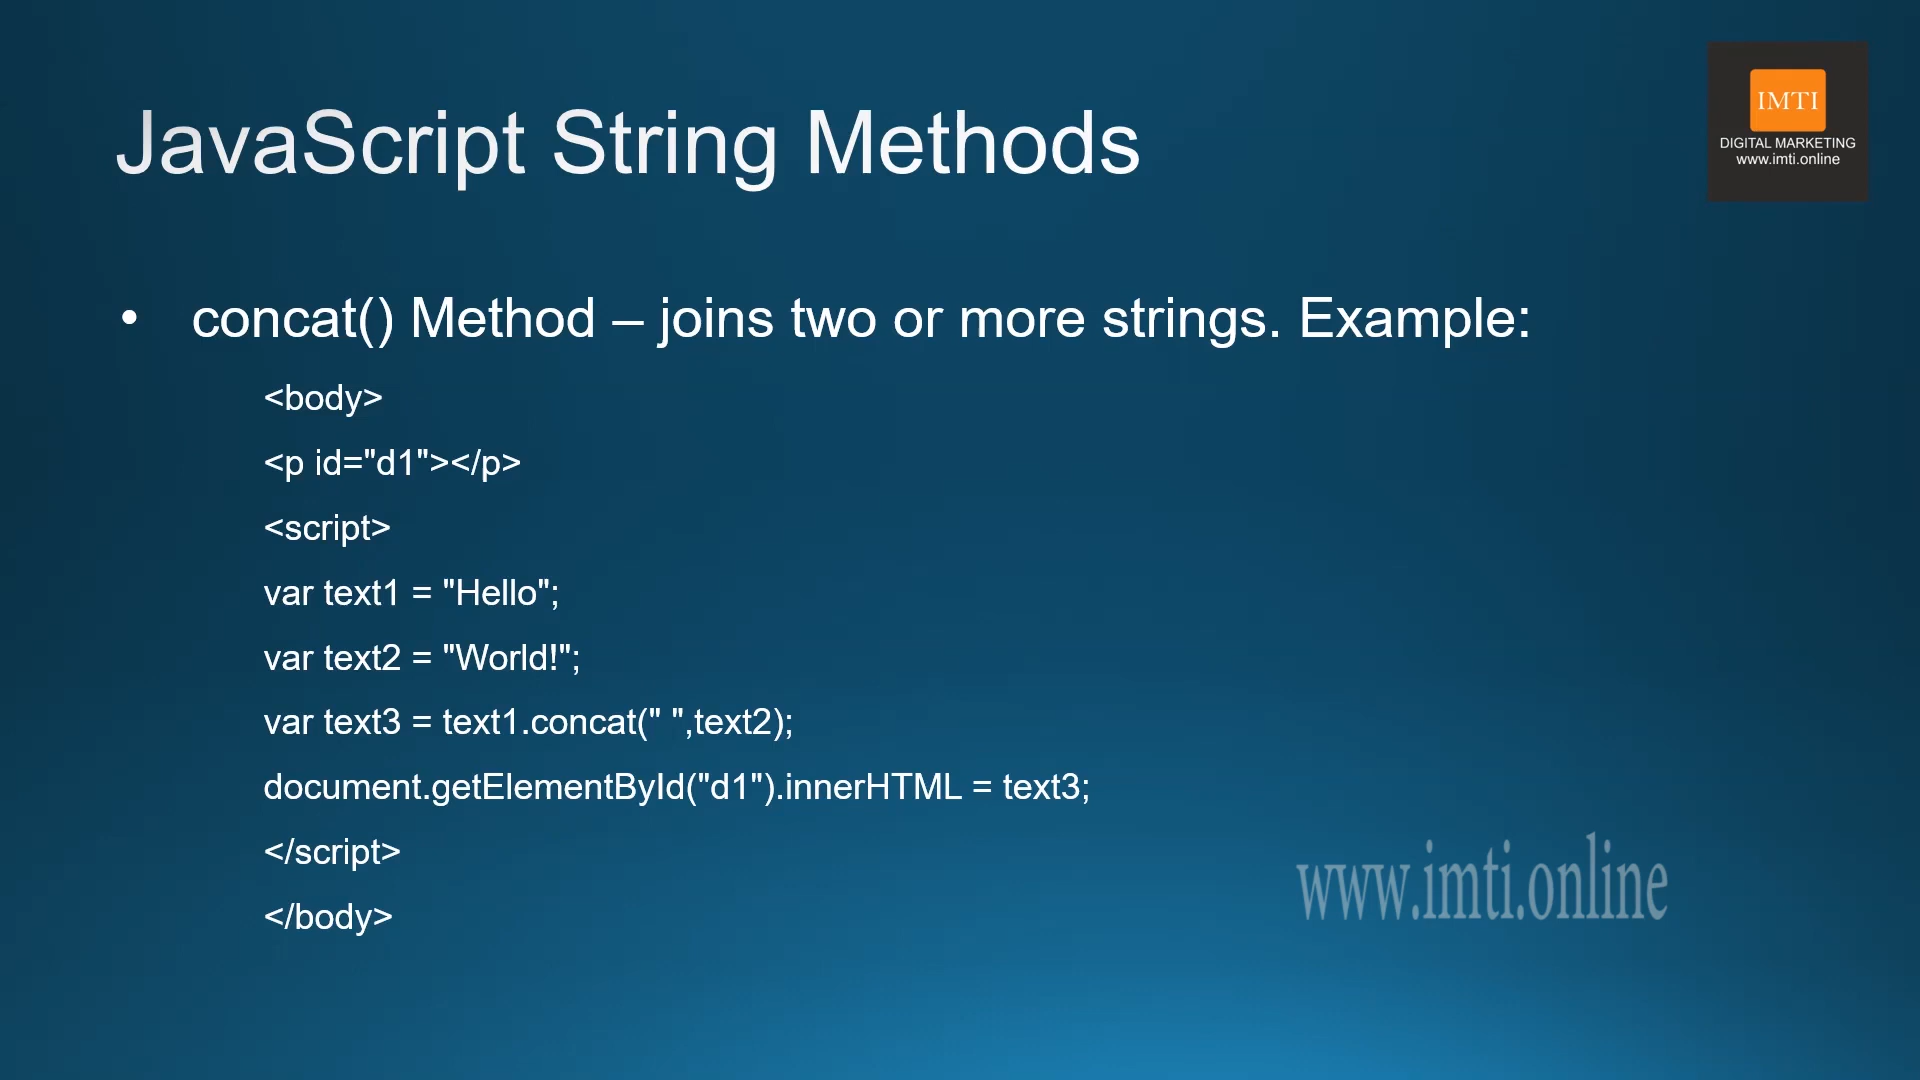 JavaScript String Methods
IMTI
DIGITAL MARKETING
www.imti.online
• concat() Method – joins two or more strings. Example:
<body>
<p id="d1"></p>
<script>
var text1 = "Hello";
var text2 = "World!";
var text3 = text1.concat(" ",text2);
document.getElementById("d1").innerHTML = text3;
</script>
</body>
www.imti.online